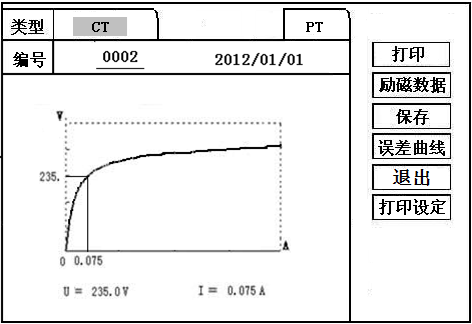 类型 CT PT
编号 0002 2012/01/01
打印
励磁数据
保存
误差曲线
退出
打印设定
V
235.
A
0 0.075
U = 235.0V I = 0.075A